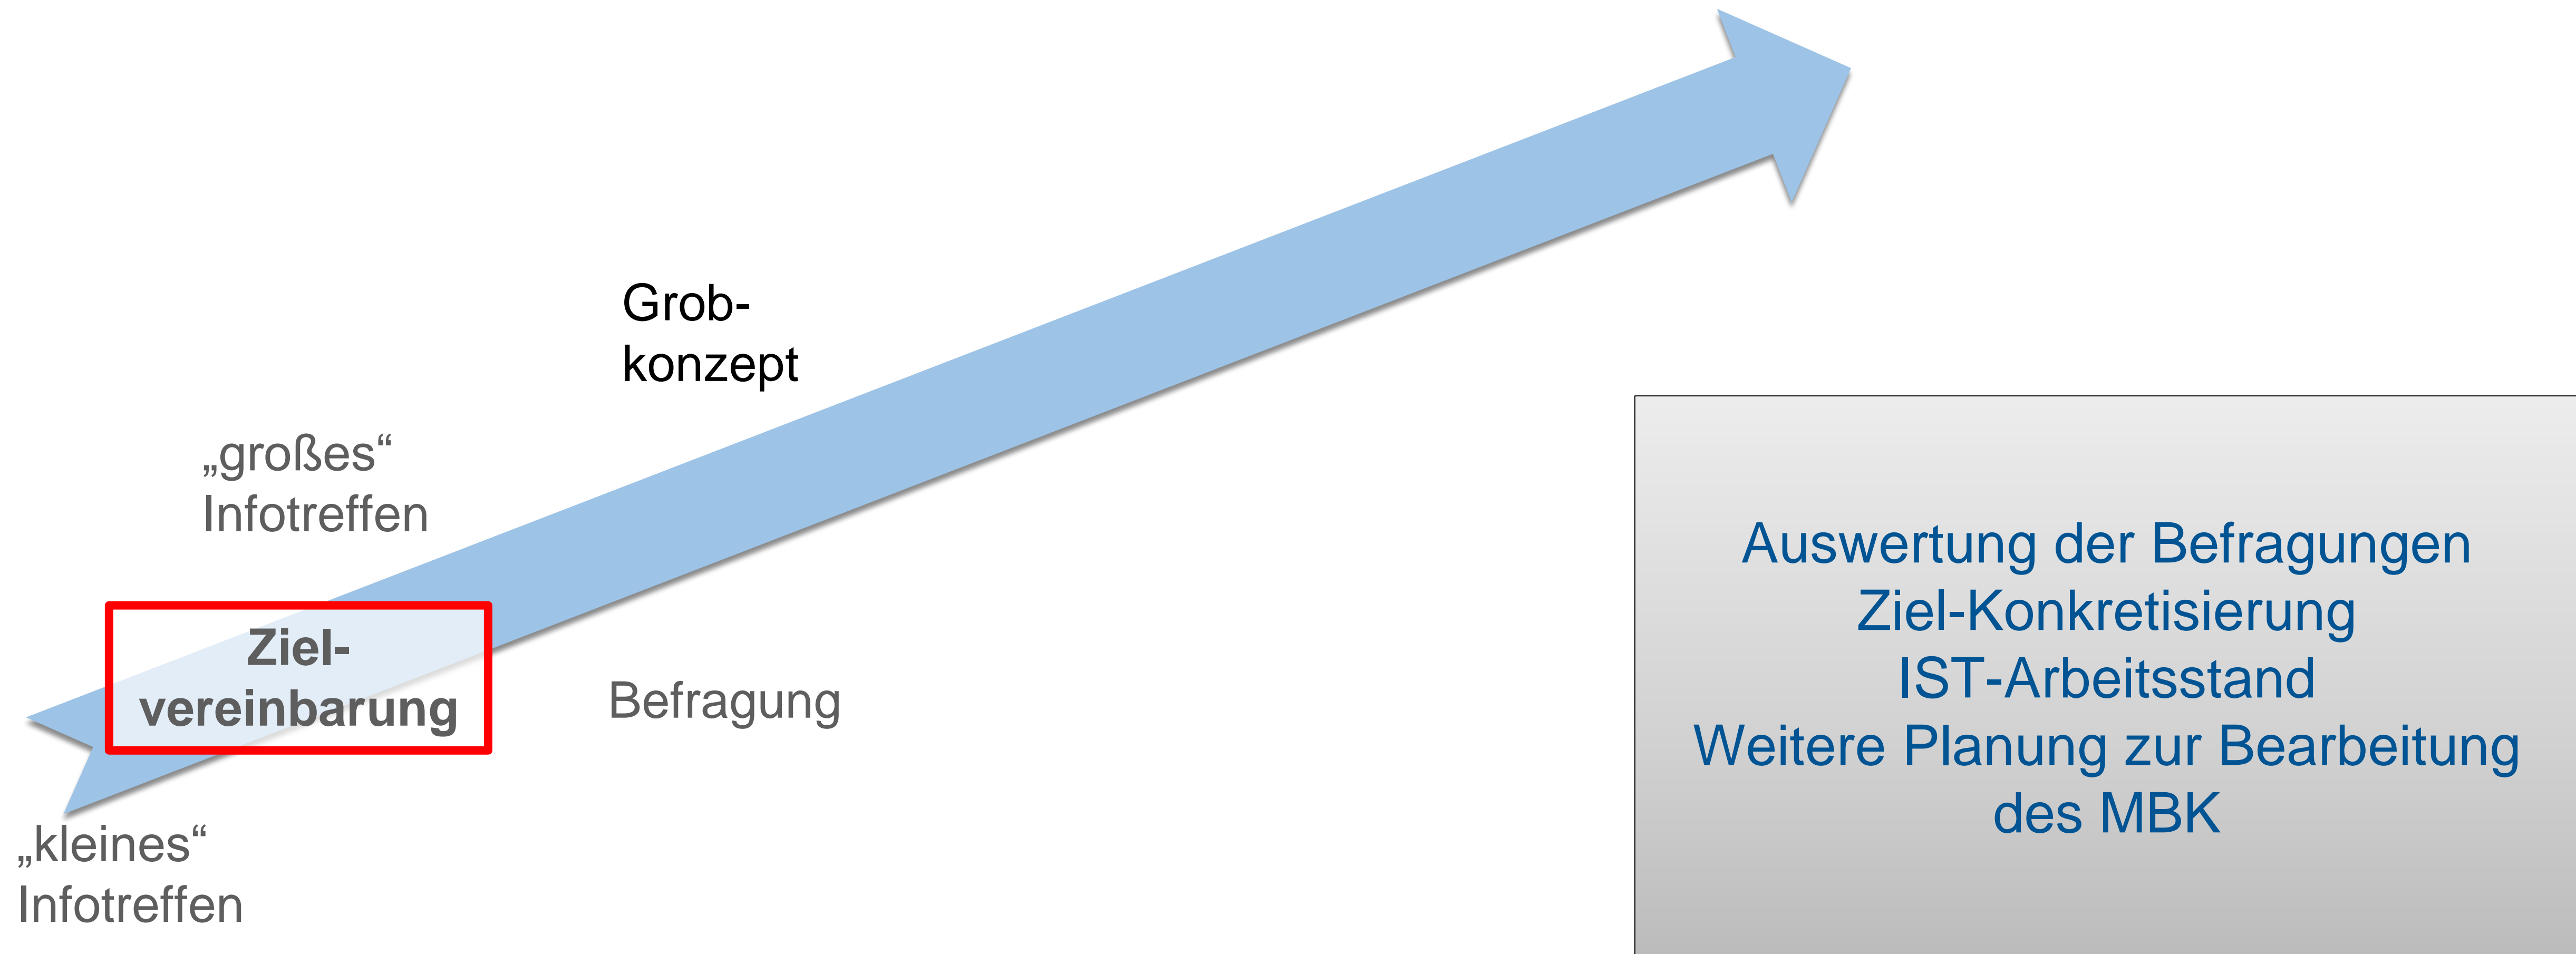 Grob-
konzept
„großes“
Infotreffen
Ziel-
vereinbarung
Befragung
„kleines“
Infotreffen
Auswertung der Befragungen
Ziel-Konkretisierung
IST-Arbeitsstand
Weitere Planung zur Bearbeitung
des MBK